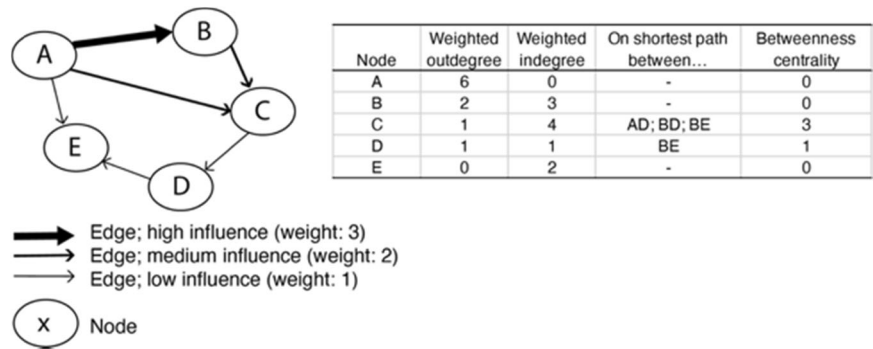 A
B
C
E
D
Weighted Weighted On shortest path Betweenness
Node outdegree indegree between... centrality
A 6 0 - 0
B 2 3 - 0
C 1 4 AD; BD; BE 3
D 1 1 BE 1
E 0 2 - 0
Edge; high influence (weight: 3)
Edge; medium influence (weight: 2)
Edge; low influence (weight: 1)
x Node